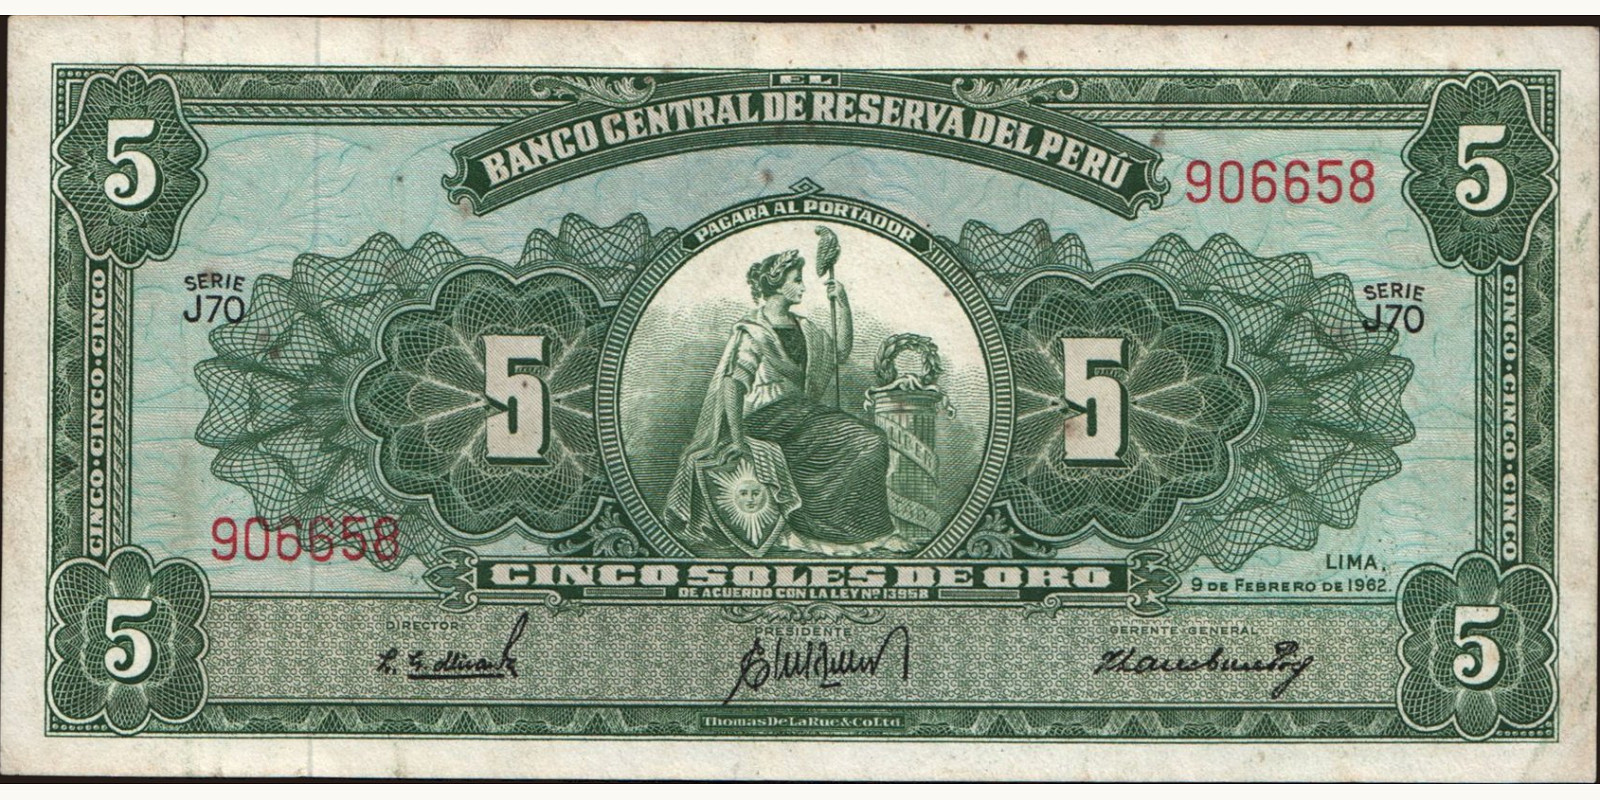 EL
BANCO CENTRAL DE RESERVA DEL PERÚ
5
5
906658
PAGARA AL PORTADOR
SERIE
J70
SERIE
J70
CINCO·CINCO·CINCO
CINCO·CINCO·CINCO
5
5
906658
CINCO SOLES DE ORO
DE ACUERDO CON LA LEY Nº 13958
LIMA,
9 DE FEBRERO DE 1962
5
5
DIRECTOR
PRESIDENTE
GERENTE GENERAL
Thomas De La Rue & Co Ltd.